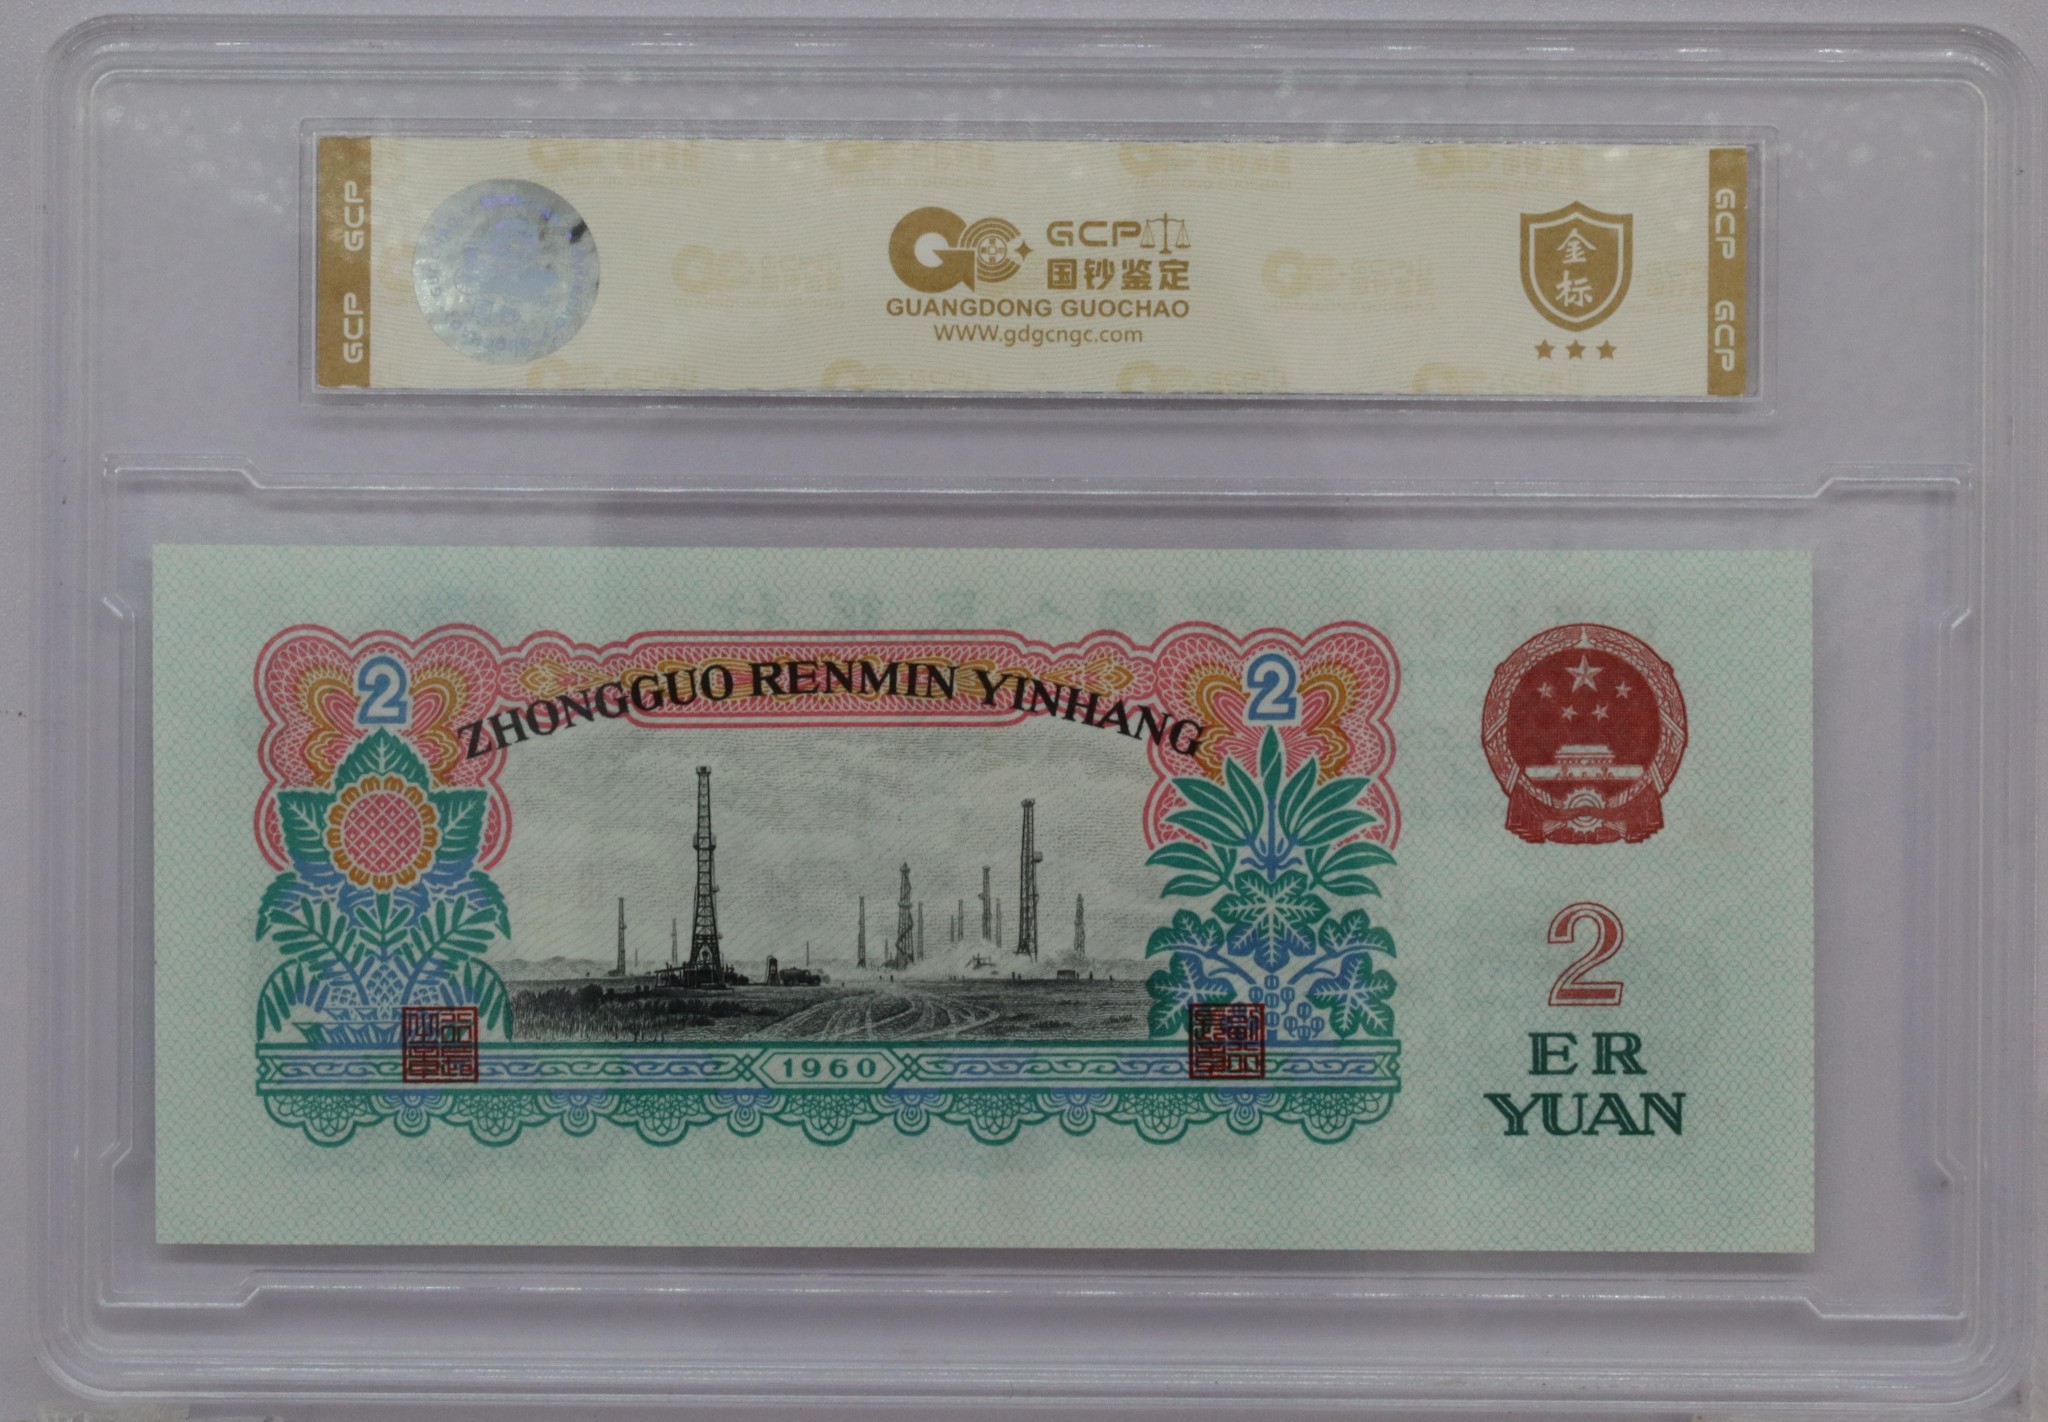 GCP GCP
GCP
国钞鉴定
GUANGDONG GUOCHAO
WWW.gdgcngc.com
金
标
GCP GCP
2
2
ZHONGGUO RENMIN YINHANG
2
ER
YUAN
1960